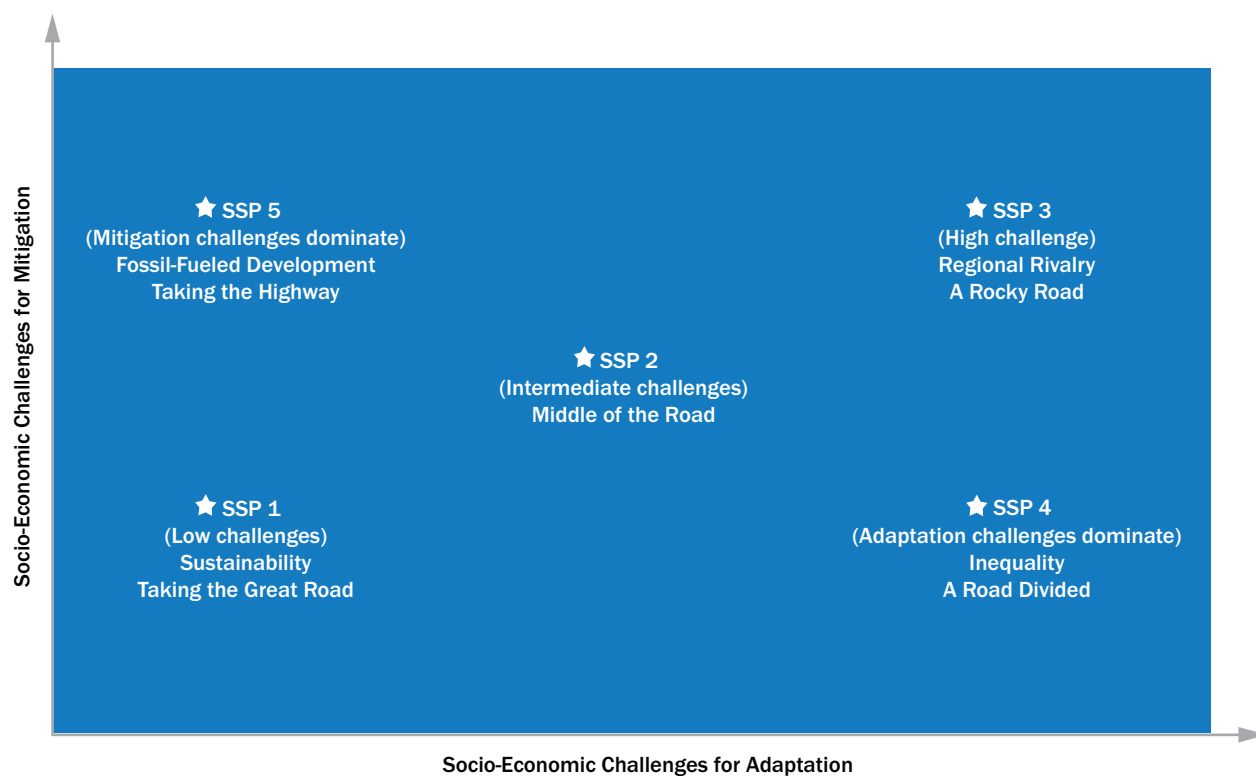 Socio-Economic Challenges for Mitigation
SSP 5
(Mitigation challenges dominate)
Fossil-Fueled Development
Taking the Highway
SSP 3
(High challenge)
Regional Rivalry
A Rocky Road
SSP 2
(Intermediate challenges)
Middle of the Road
SSP 1
(Low challenges)
Sustainability
Taking the Great Road
SSP 4
(Adaptation challenges dominate)
Inequality
A Road Divided
Socio-Economic Challenges for Adaptation